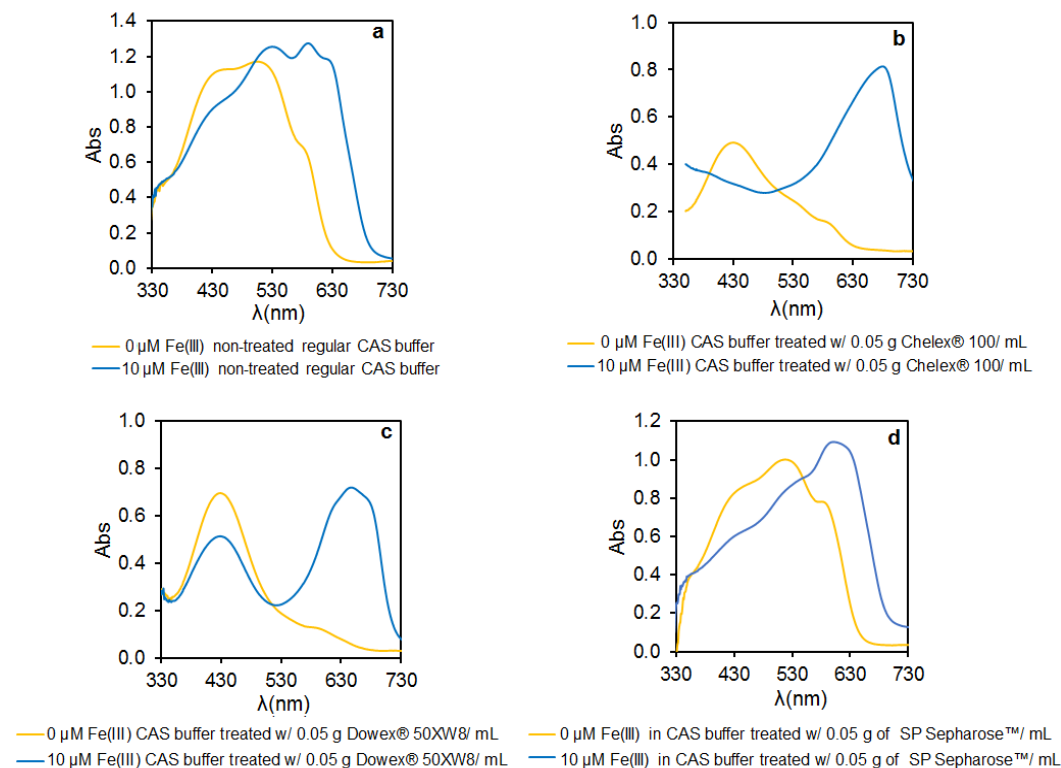 1.4
1.2
1.0
0.8
0.6
0.4
0.2
0.0
Abs
a
330 430 530 630 730
λ(nm)
0 µM Fe(III) non-treated regular CAS buffer
10 µM Fe(III) non-treated regular CAS buffer
1.0
0.8
0.6
0.4
0.2
0.0
Abs
b
330 430 530 630 730
λ(nm)
0 µM Fe(III) CAS buffer treated w/ 0.05 g Chelex® 100/ mL
10 µM Fe(III) CAS buffer treated w/ 0.05 g Chelex® 100/ mL
1.0
0.8
0.6
0.4
0.2
0.0
Abs
c
330 430 530 630 730
λ(nm)
0 µM Fe(III) CAS buffer treated w/ 0.05 g Dowex® 50XW8/ mL
10 µM Fe(III) CAS buffer treated w/ 0.05 g Dowex® 50XW8/ mL
1.2
1.0
0.8
0.6
0.4
0.2
0.0
Abs
d
330 430 530 630 730
λ(nm)
0 µM Fe(III) in CAS buffer treated w/ 0.05 g of SP Sepharose™/ mL
10 µM Fe(III) in CAS buffer treated w/ 0.05 g of SP Sepharose™/ mL